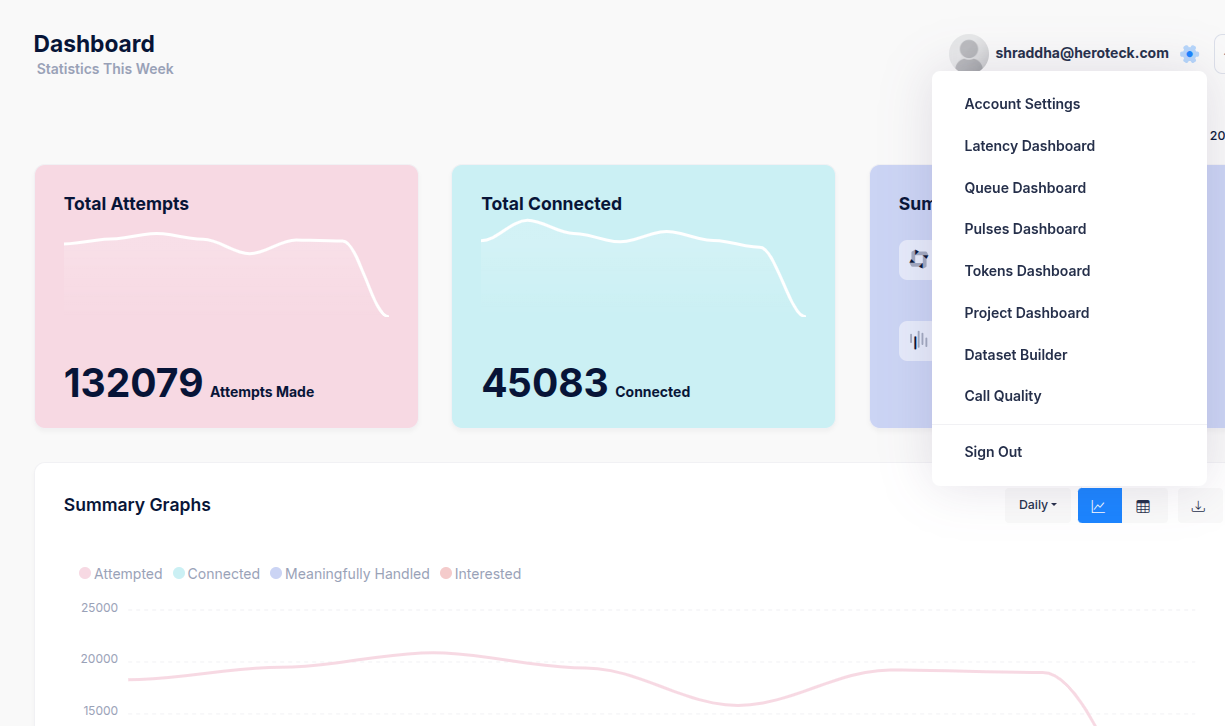 Dashboard
Statistics This Week
shraddha@heroteck.com
Account Settings
Latency Dashboard
Queue Dashboard
Pulses Dashboard
Tokens Dashboard
Project Dashboard
Dataset Builder
Call Quality
Sign Out
20
Total Attempts
132079 Attempts Made
Total Connected
45083 Connected
Sum
Summary Graphs
Daily
Attempted Connected Meaningfully Handled Interested
25000
20000
15000